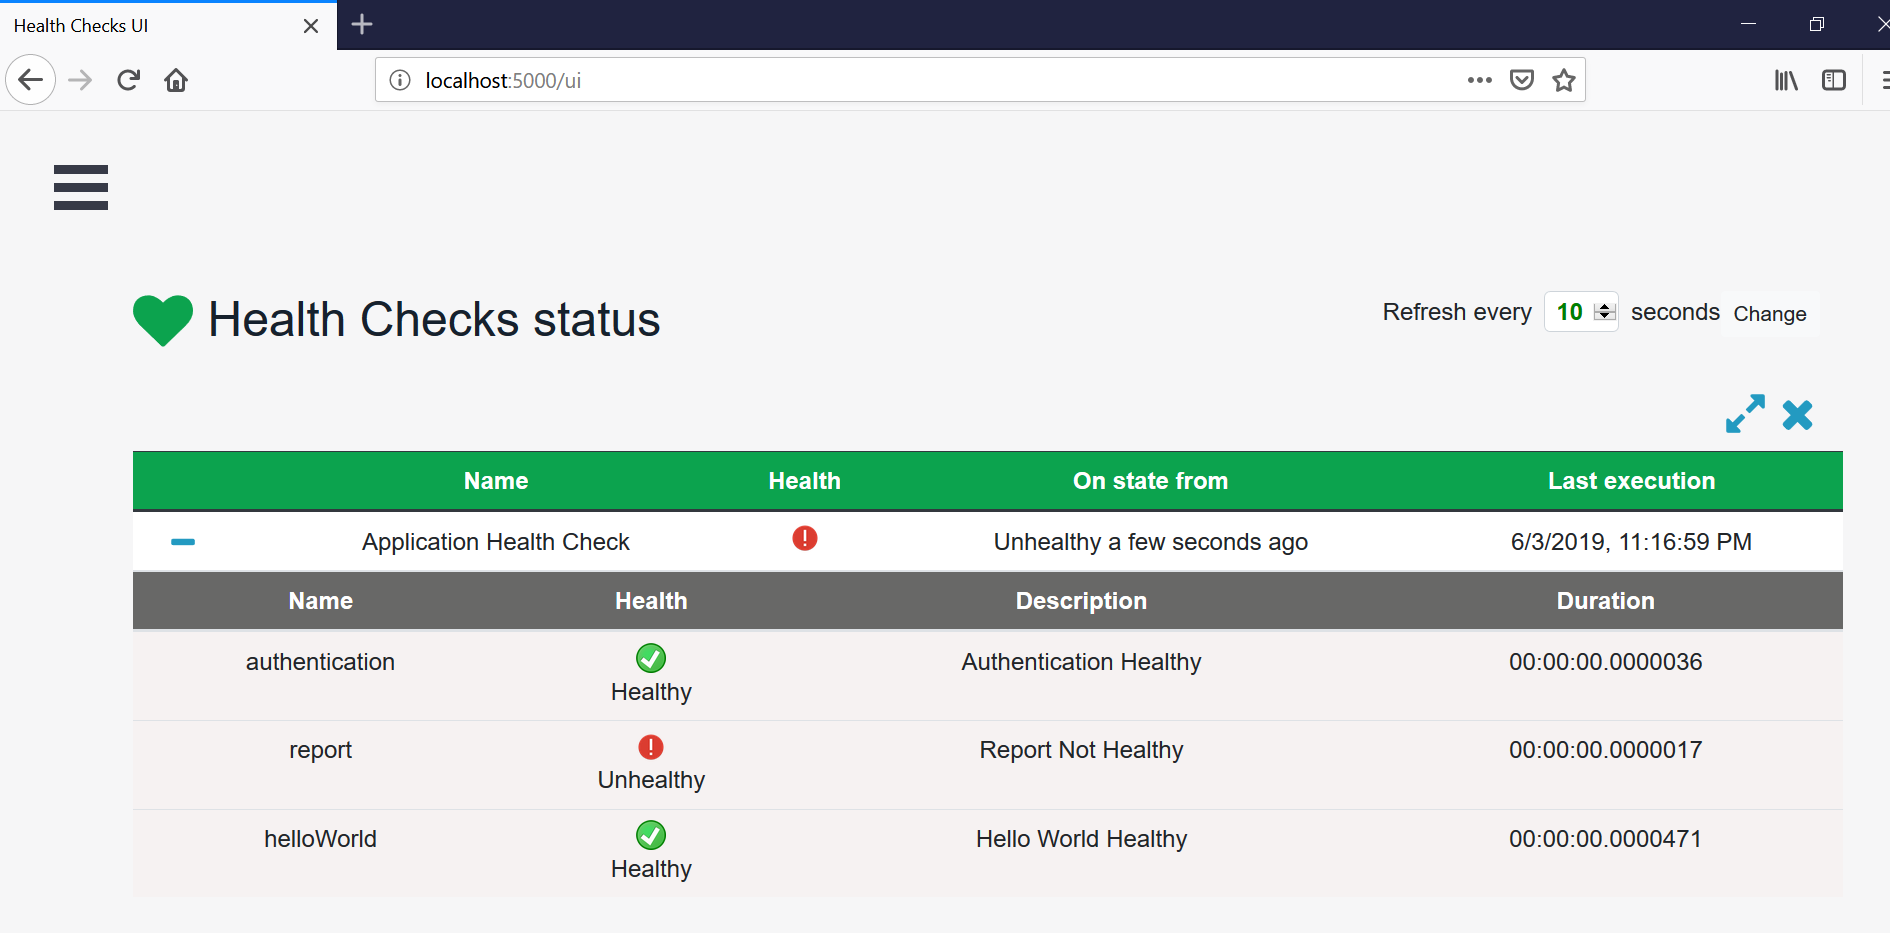 Health Checks UI
localhost:5000/ui
Health Checks status
Refresh every 10 seconds Change
Name Health On state from Last execution
Application Health Check Unhealthy a few seconds ago 6/3/2019, 11:16:59 PM
Name Health Description Duration
authentication Healthy Authentication Healthy 00:00:00.0000036
report Unhealthy Report Not Healthy 00:00:00.0000017
helloWorld Healthy Hello World Healthy 00:00:00.0000471